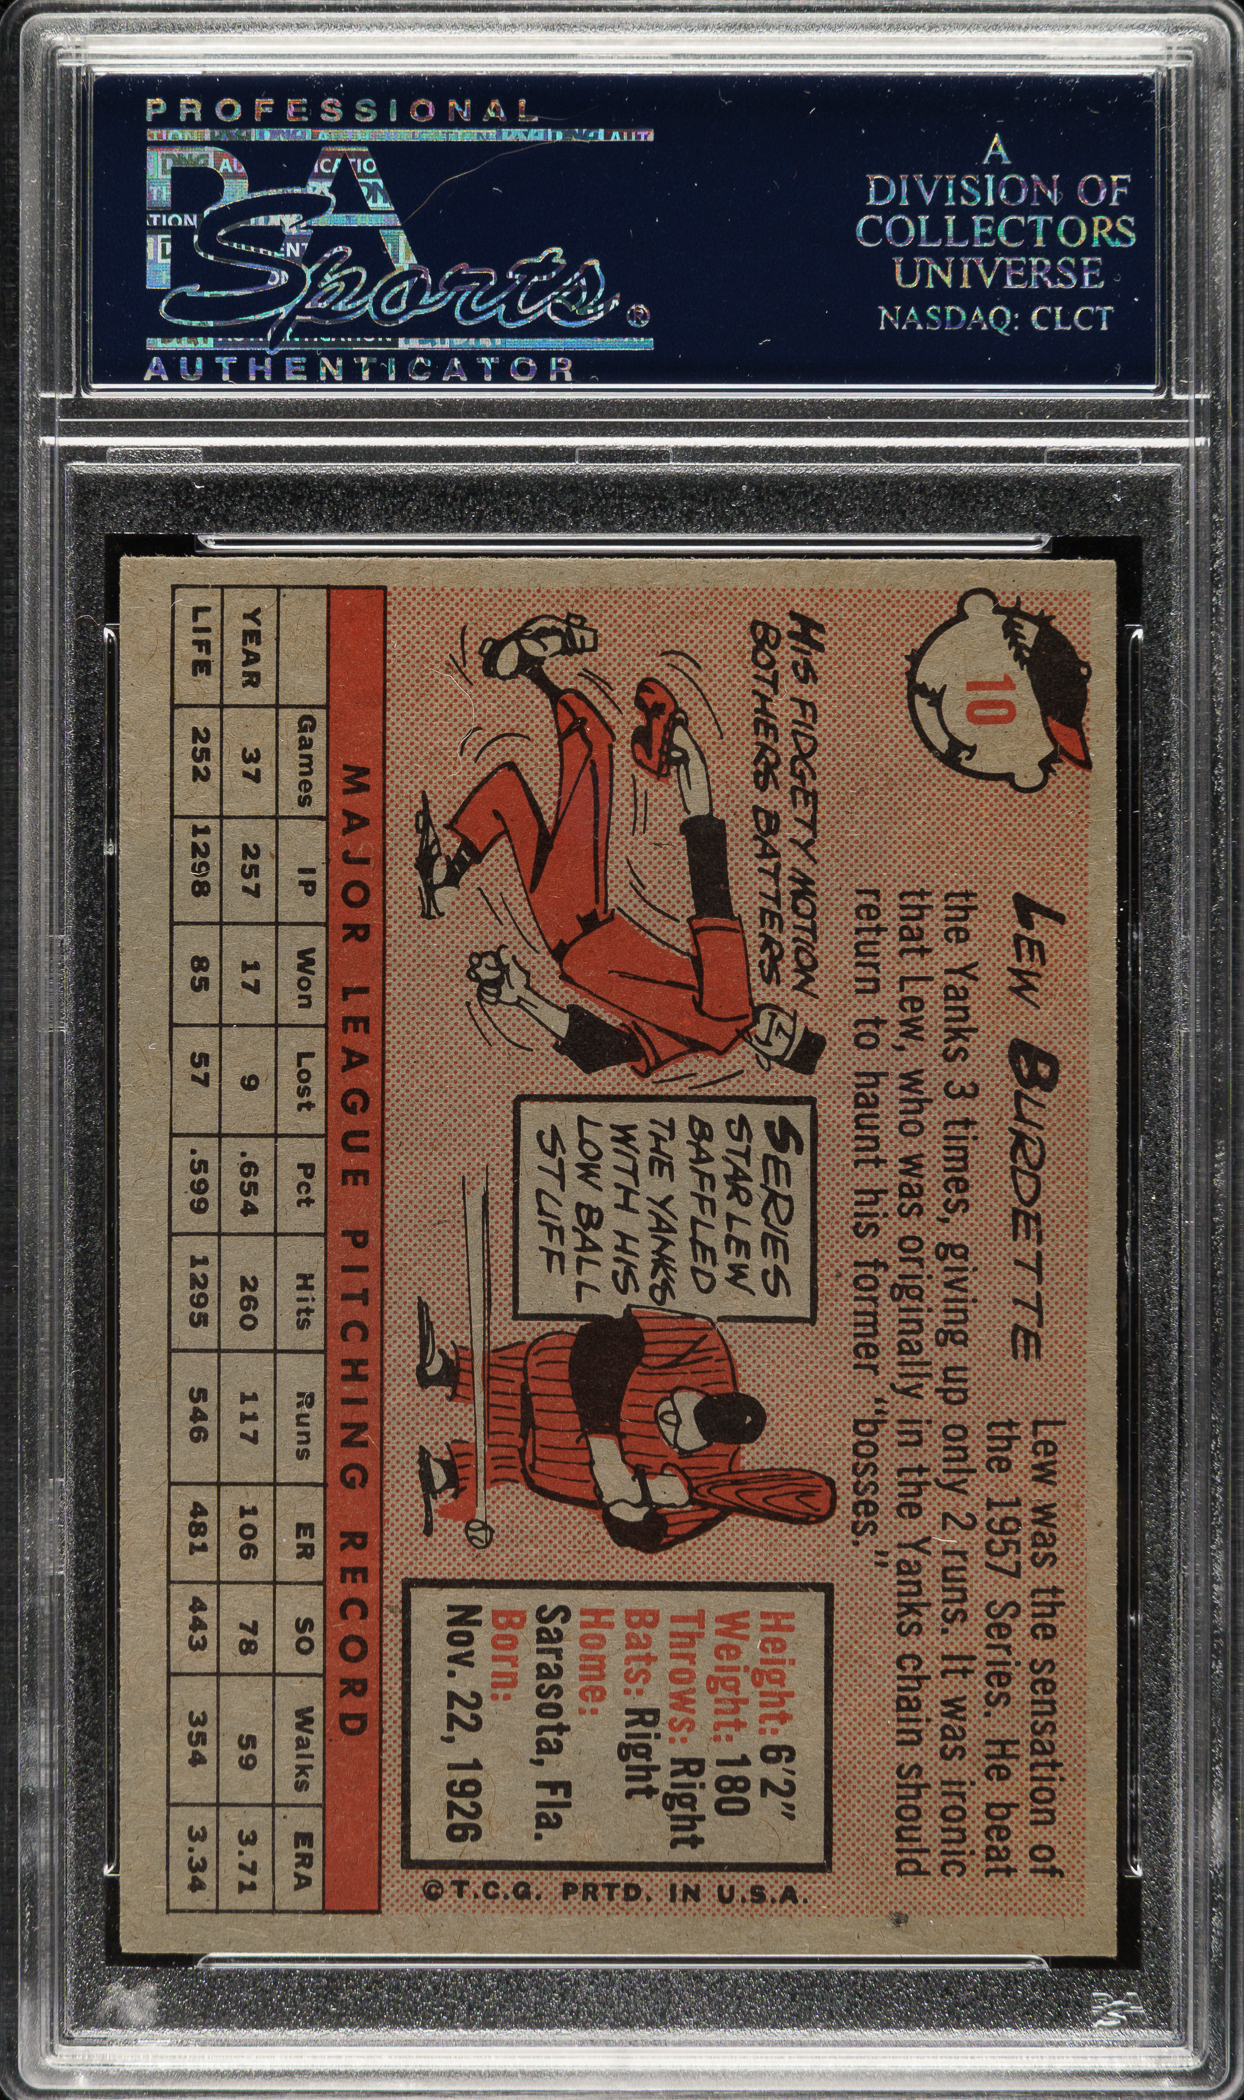 PROFESSIONAL
PSA
Sports®
AUTHENTICATOR
A
DIVISION OF
COLLECTORS
UNIVERSE
NASDAQ: CLCT
10
LEW BURDETTE
Lew was the sensation of
the 1957 Series. He beat
the Yanks 3 times, giving up only 2 runs. It was ironic
that Lew, who was originally in the Yanks chain should
return to haunt his former "bosses."
HIS FIDGETY MOTION
BOTHERS BATTERS
SERIES
STAR LEW
BAFFLED
THE YANKS
WITH HIS
LOW BALL
STUFF
Height: 6'2"
Weight: 180
Throws: Right
Bats: Right
Home:
Sarasota, Fla.
Born:
Nov. 22, 1926
© T.C.G. PRTD. IN U.S.A.
MAJOR LEAGUE PITCHING RECORD
Games IP Won Lost Pct Hits Runs ER SO Walks ERA
YEAR 37 257 17 9 .654 260 117 106 78 59 3.71
LIFE 252 1298 85 57 .599 1295 546 481 443 354 3.34
PSA